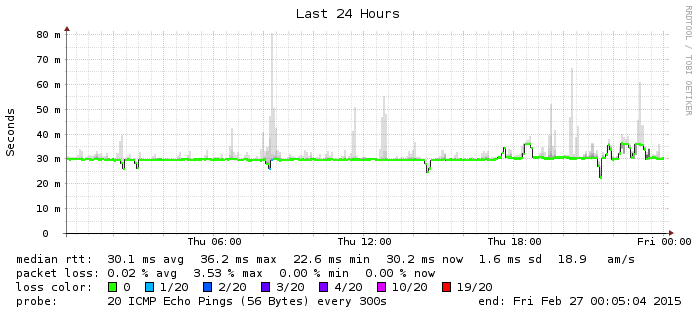 Last 24 Hours
RRDTOOL / TOBI OETIKER
Seconds
80 m
70 m
60 m
50 m
40 m
30 m
20 m
10 m
0
Thu 06:00 Thu 12:00 Thu 18:00 Fri 00:00
median rtt: 30.1 ms avg 36.2 ms max 22.6 ms min 30.2 ms now 1.6 ms sd 18.9 am/s
packet loss: 0.02 % avg 3.53 % max 0.00 % min 0.00 % now
loss color: 0 1/20 2/20 3/20 4/20 10/20 19/20
probe: 20 ICMP Echo Pings (56 Bytes) every 300s end: Fri Feb 27 00:05:04 2015